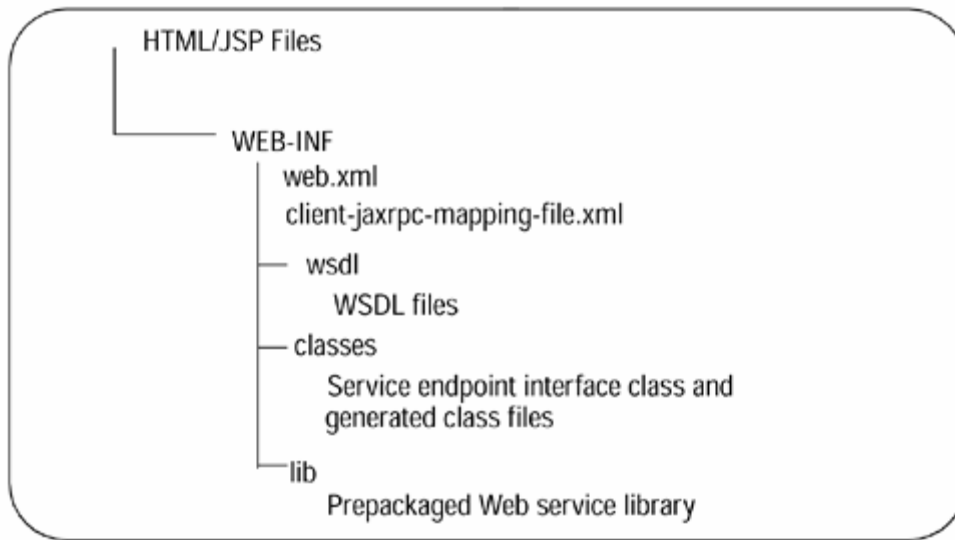 HTML/JSP Files
WEB-INF
web.xml
client-jaxrpc-mapping-file.xml
wsdl
WSDL files
classes
Service endpoint interface class and
generated class files
lib
Prepackaged Web service library